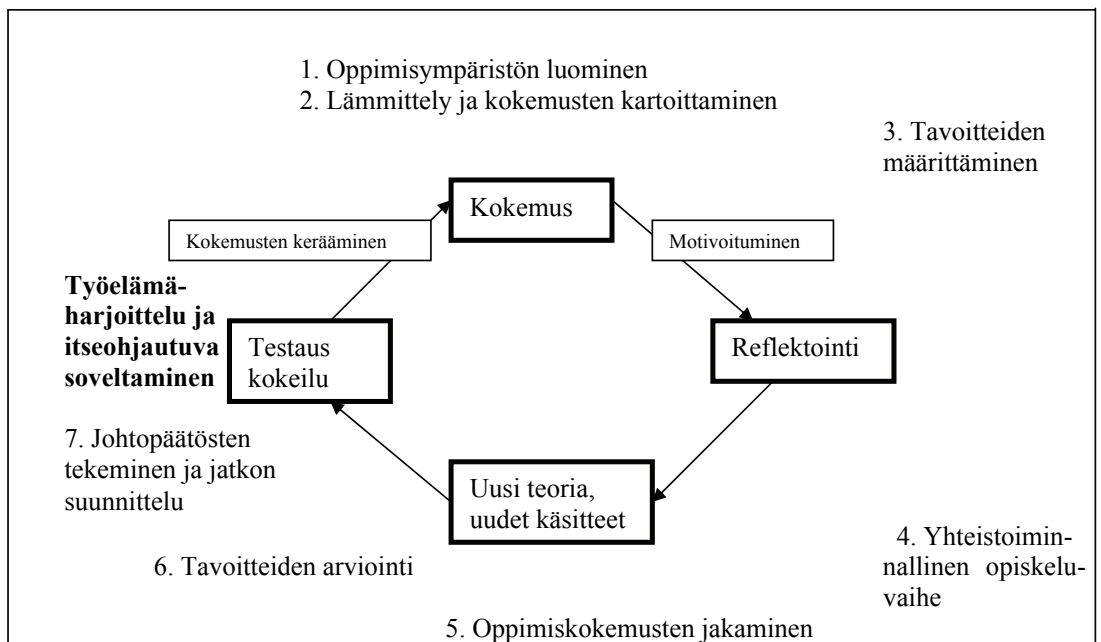 1. Oppimisympäristön luominen
2. Lämmittely ja kokemusten kartoittaminen
3. Tavoitteiden
määrittäminen
Kokemus
Kokemusten kerääminen
Motivoituminen
Työelämä-
harjoittelu ja
itseohjautuva
soveltaminen
Testaus
kokeilu
Reflektointi
7. Johtopäätösten
tekeminen ja jatkon
suunnittelu
Uusi teoria,
uudet käsitteet
4. Yhteistoimin-
nallinen opiskelu-
vaihe
6. Tavoitteiden arviointi
5. Oppimiskokemusten jakaminen